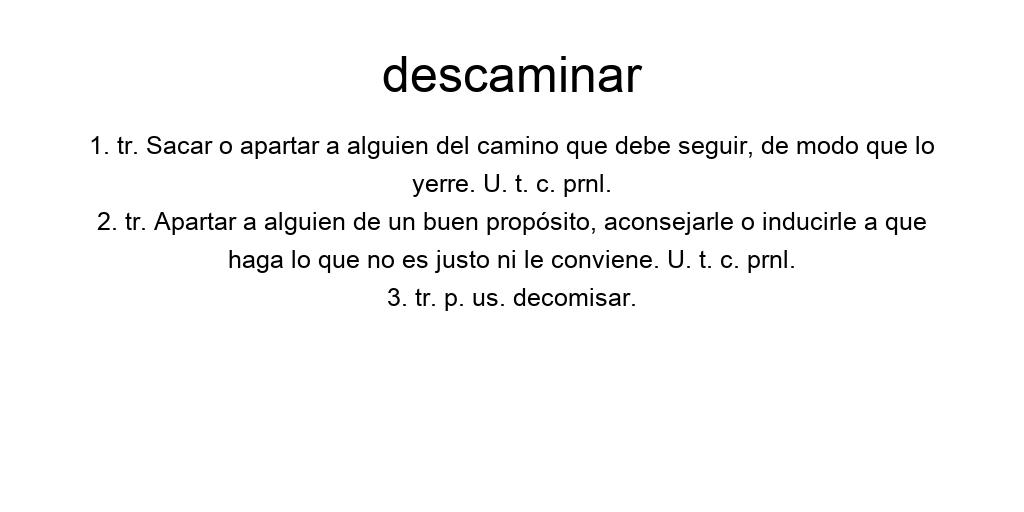 descaminar
1. tr. Sacar o apartar a alguien del camino que debe seguir, de modo que lo
yerre. U. t. c. prnl.
2. tr. Apartar a alguien de un buen propósito, aconsejarle o inducirle a que
haga lo que no es justo ni le conviene. U. t. c. prnl.
3. tr. p. us. decomisar.